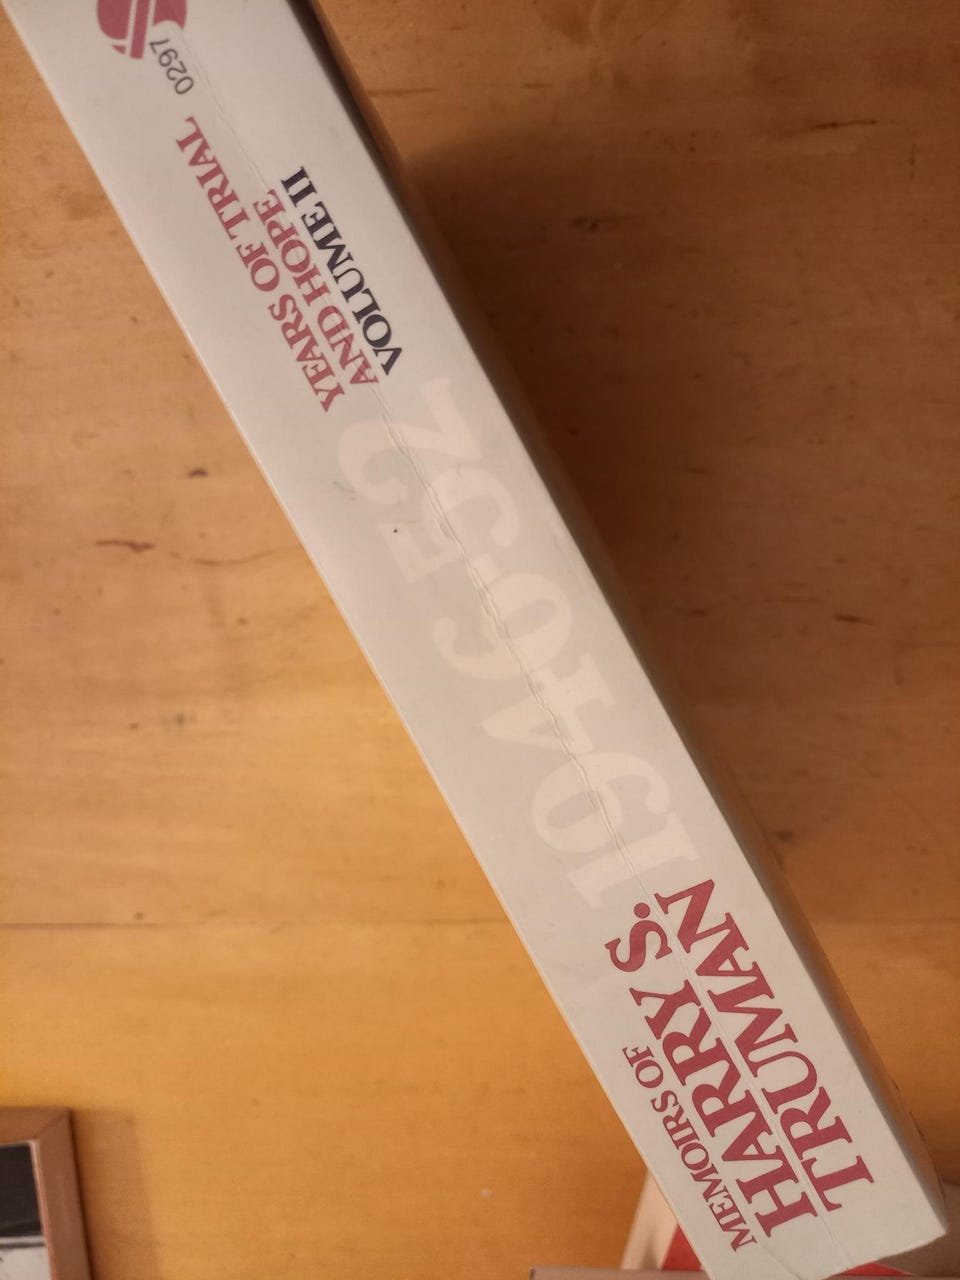 MEMOIRS OF
HARRY S.
TRUMAN
1946-52
YEARS OF TRIAL
AND HOPE
VOLUME II
0297